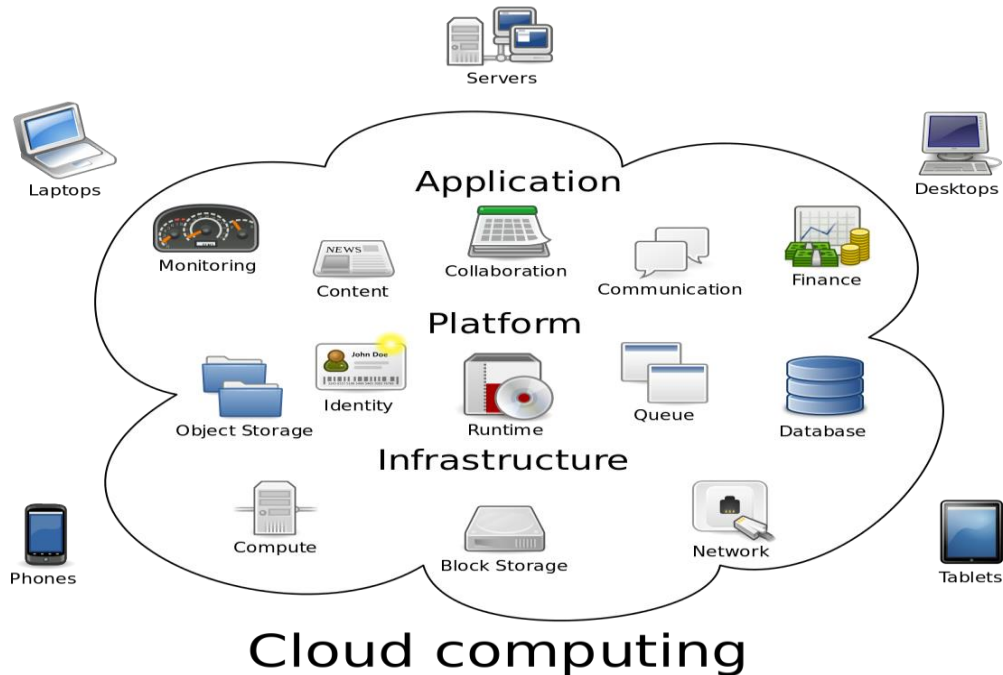 Servers
Laptops
Desktops
Application
Monitoring
NEWS
Content
Collaboration
Communication
Finance
Platform
Object Storage
John Doe
Identity
Runtime
Queue
Database
Infrastructure
Compute
Block Storage
Network
Phones
Tablets
Cloud computing